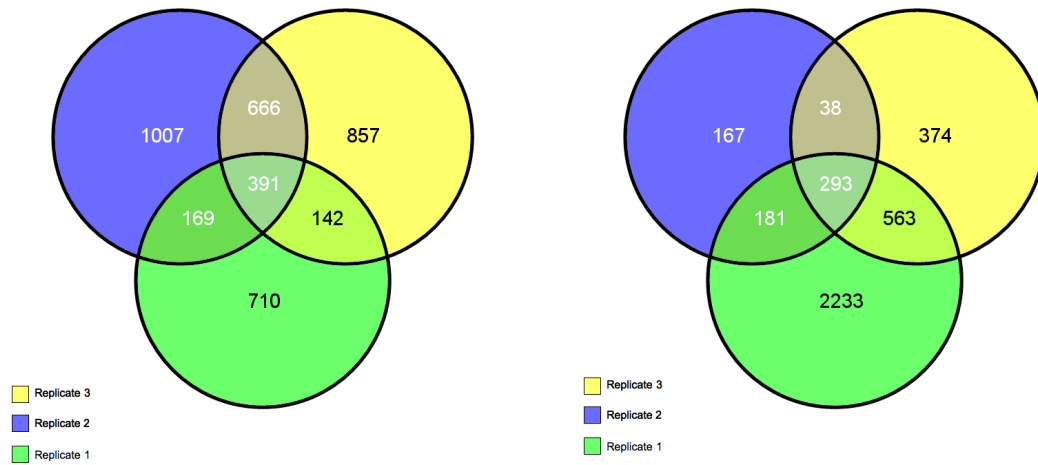 666
1007
857
391
169
142
710
Replicate 3
Replicate 2
Replicate 1
38
167
374
293
181
563
2233
Replicate 3
Replicate 2
Replicate 1